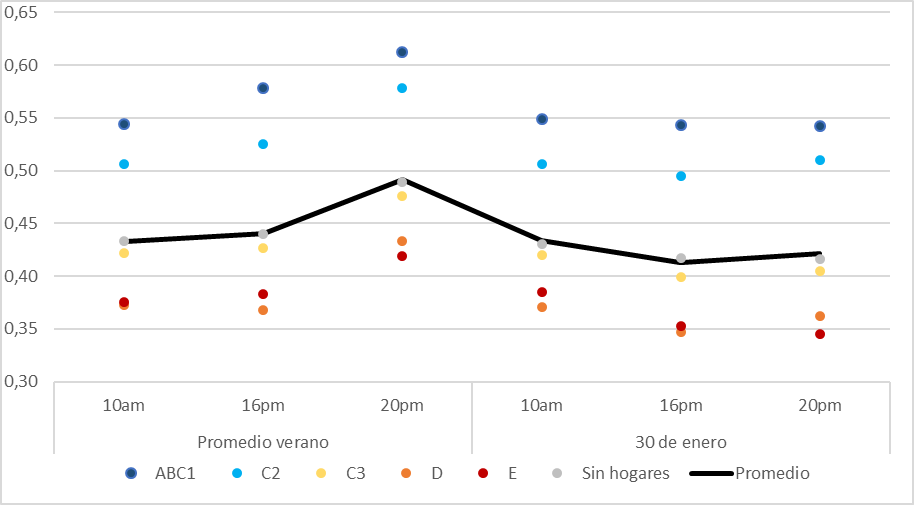 0,65
0,60
0,55
0,50
0,45
0,40
0,35
0,30
10am 16pm 20pm 10am 16pm 20pm
Promedio verano 30 de enero
ABC1 C2 C3 D E Sin hogares Promedio